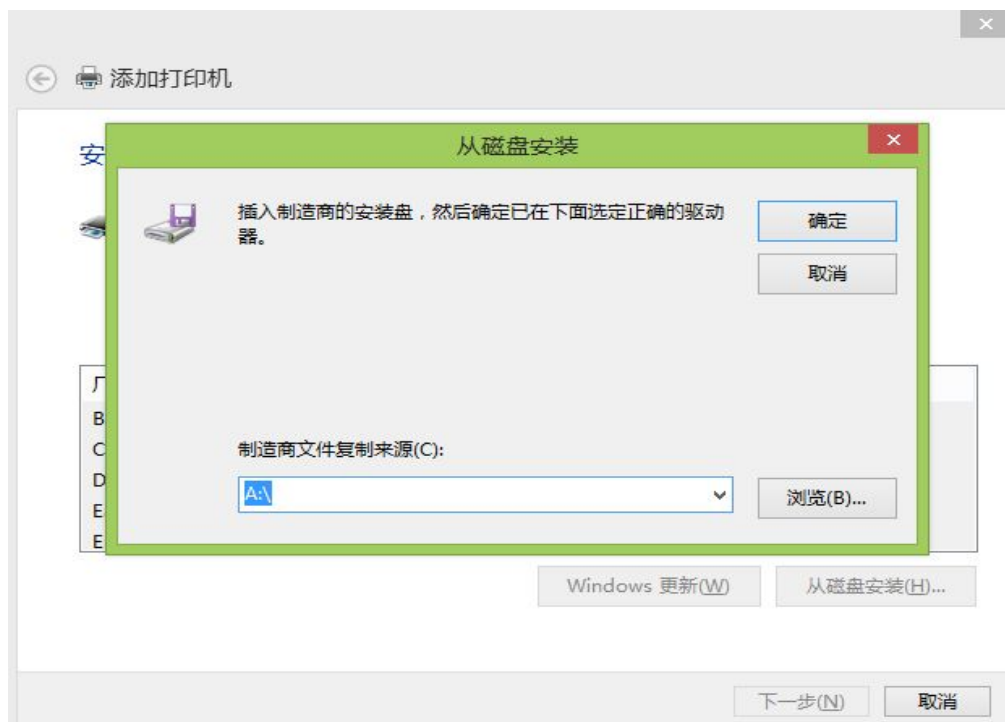 添加打印机
安
从磁盘安装
插入制造商的安装盘，然后确定已在下面选定正确的驱动
器。
确定
取消
厂
B
C
D
E
E
制造商文件复制来源(C):
A:\
浏览(B)...
Windows 更新(W)
从磁盘安装(H)...
下一步(N)
取消